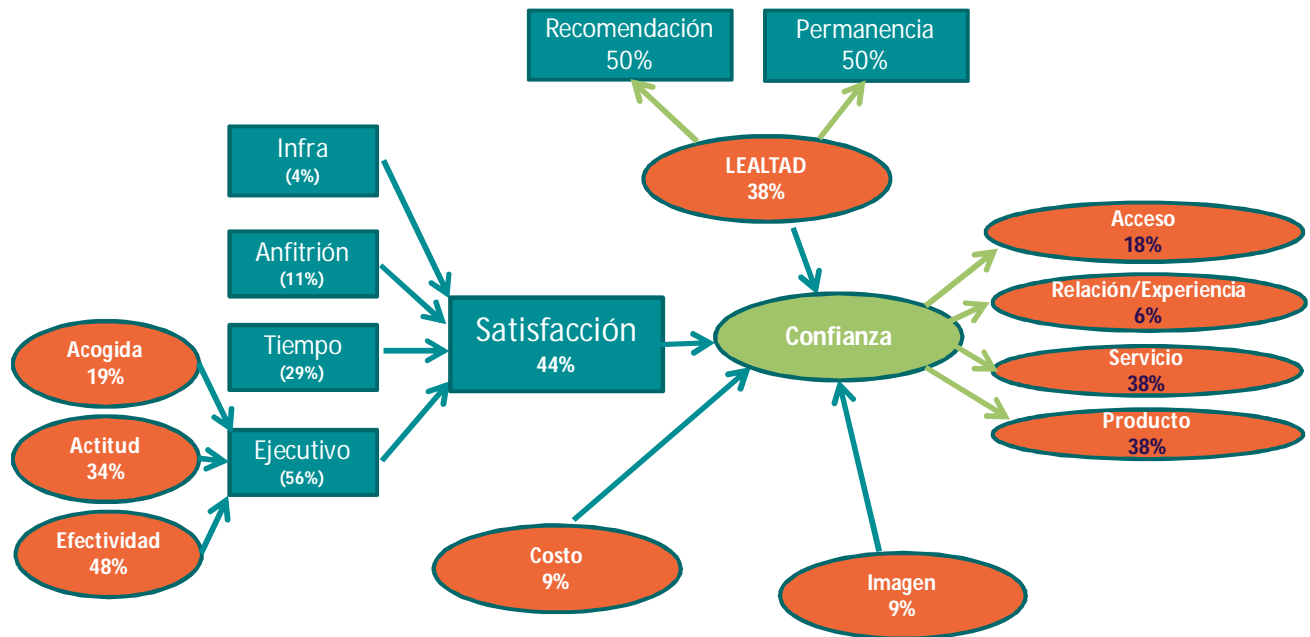 Recomendación
50%
Permanencia
50%
Infra
(4%)
LEALTAD
38%
Acceso
18%
Anfitrión
(11%)
Relación/Experiencia
6%
Satisfacción
44%
Confianza
Tiempo
(29%)
Acogida
19%
Servicio
38%
Producto
38%
Actitud
34%
Ejecutivo
(56%)
Efectividad
48%
Costo
9%
Imagen
9%